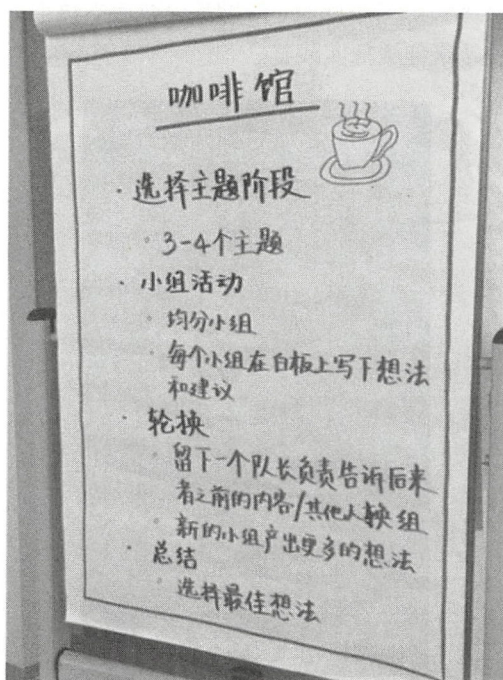 咖啡馆
· 选择主题阶段
· 3-4个主题
· 小组活动
· 均分小组
· 每个小组在白板上写下想法
和建议
· 轮换
· 留下一个队长负责告诉后来
者之前的内容/其他人换组
· 新的小组产出更多的想法
· 总结
· 选择最佳想法